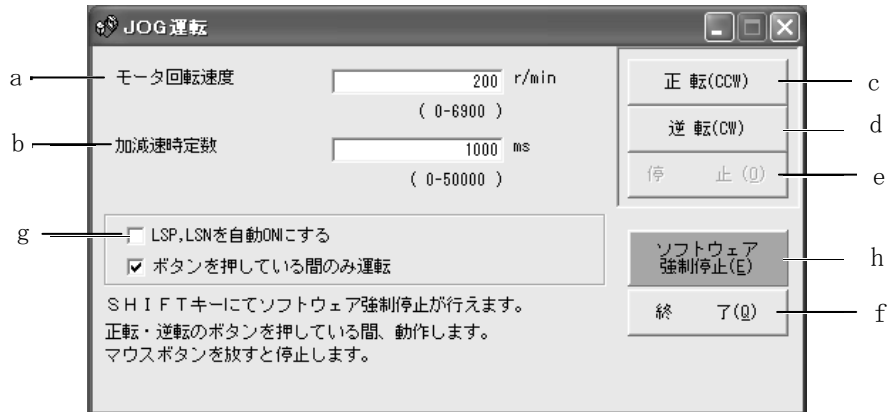 JOG運転
a
モータ回転速度
200 r/min
( 0-6900 )
b
加減速時定数
1000 ms
( 0-50000 )
正 転(CCW)
c
逆 転(CW)
d
停 止(O)
e
g
LSP,LSNを自動ONにする
ボタンを押している間のみ運転
ソフトウェア
強制停止(E)
h
終 了(Q)
f
SHIFTキーにてソフトウェア強制停止が行えます。
正転・逆転のボタンを押している間、動作します。
マウスボタンを放すと停止します。